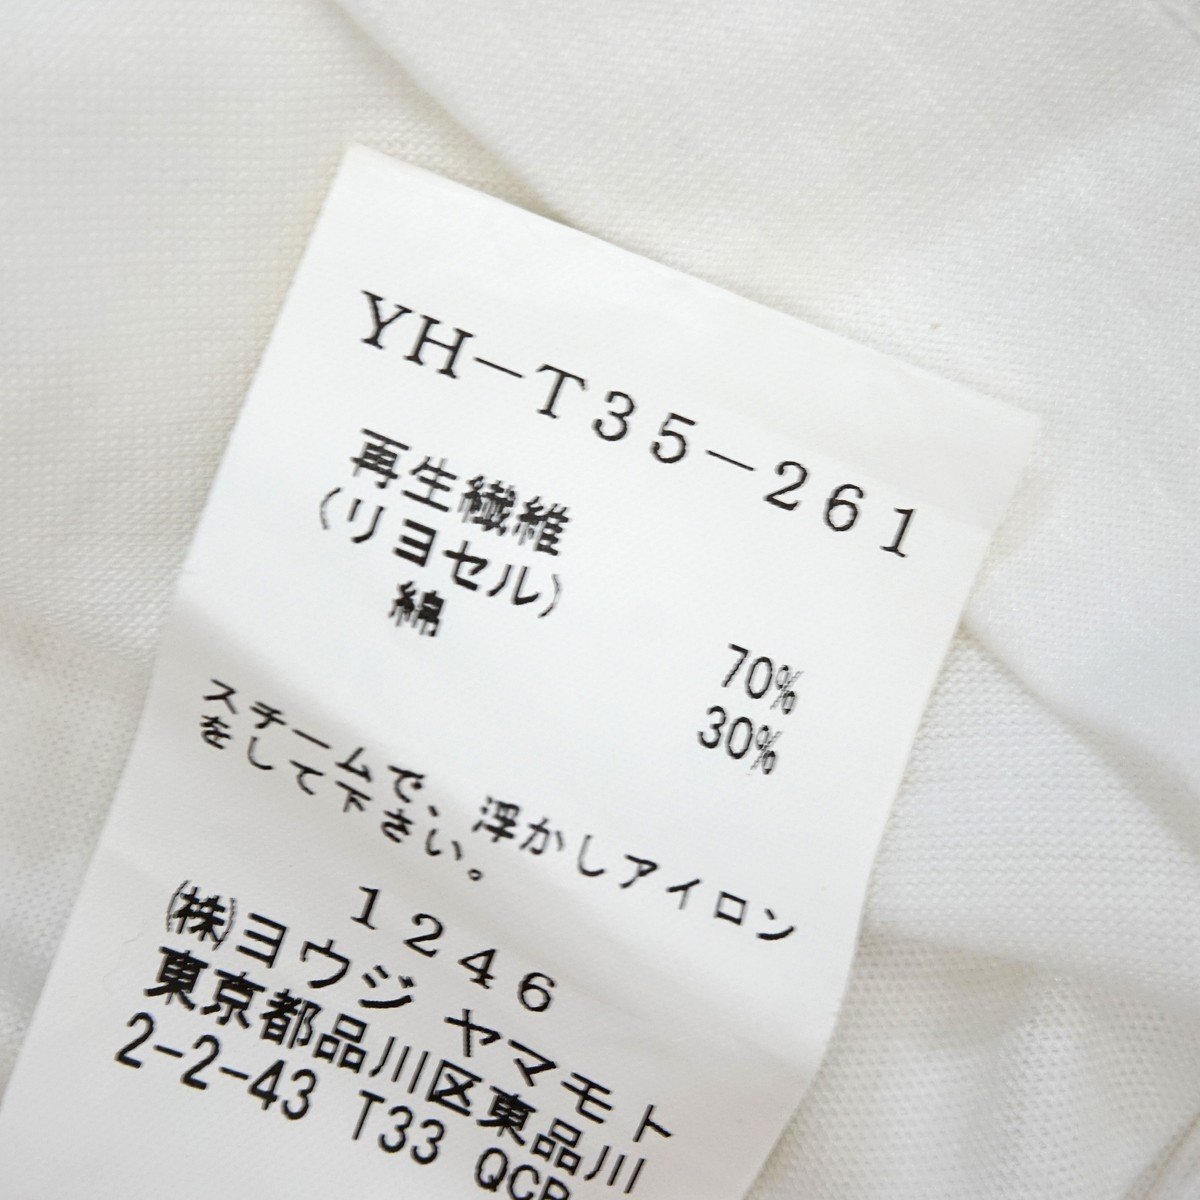 YH-T35-261
再生繊維
(リヨセル) 70%
綿 30%
スチームで、浮かしアイロン
をして下さい。
1246
(株)ヨウジ ヤマモト
東京都品川区東品川
2-2-43 T33